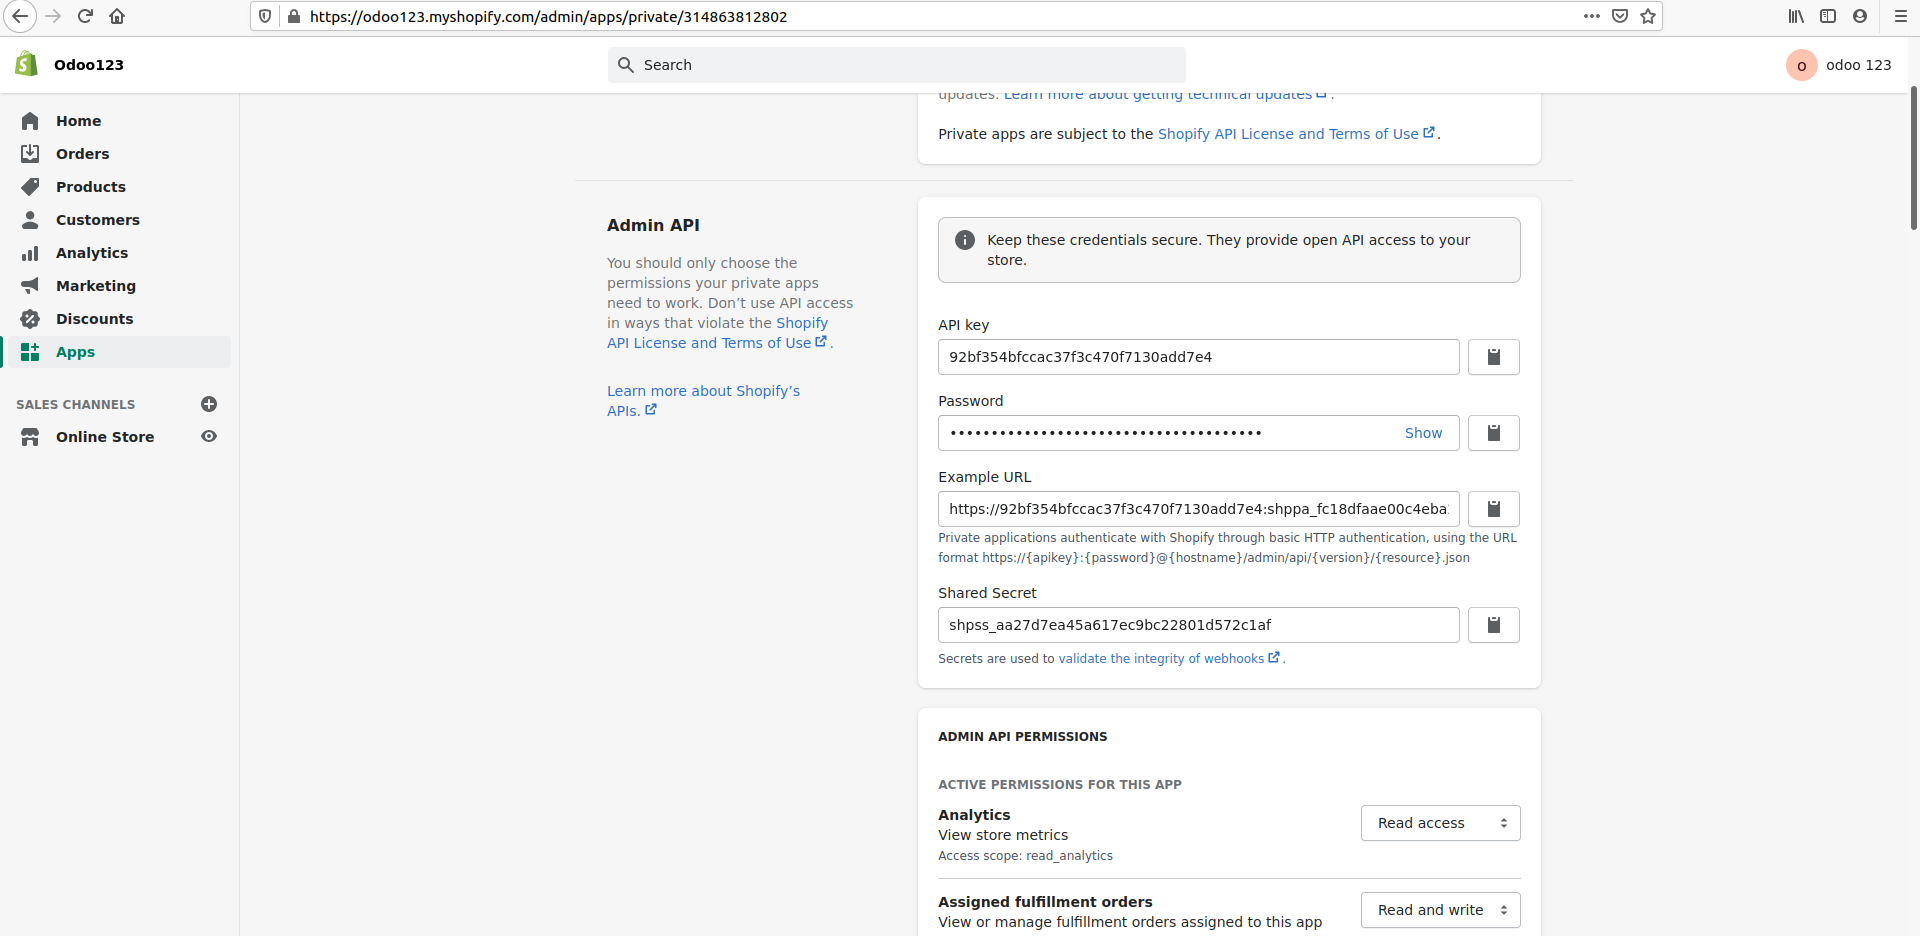 https://odoo123.myshopify.com/admin/apps/private/314863812802
Odoo123
Search
o
odoo 123
Home
Orders
Products
Customers
Analytics
Marketing
Discounts
Apps
SALES CHANNELS
Online Store
updates. Learn more about getting technical updates .
Private apps are subject to the Shopify API License and Terms of Use .
Admin API
You should only choose the
permissions your private apps
need to work. Don’t use API access
in ways that violate the Shopify
API License and Terms of Use .
Learn more about Shopify’s
APIs.
Keep these credentials secure. They provide open API access to your
store.
API key
92bf354bfccac37f3c470f7130add7e4
Password
••••••••••••••••••••••••••••••••••••••
Show
Example URL
https://92bf354bfccac37f3c470f7130add7e4:shppa_fc18dfaae00c4eba
Private applications authenticate with Shopify through basic HTTP authentication, using the URL
format https://{apikey}:{password}@{hostname}/admin/api/{version}/{resource}.json
Shared Secret
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
Secrets are used to validate the integrity of webhooks .
ADMIN API PERMISSIONS
ACTIVE PERMISSIONS FOR THIS APP
Analytics
View store metrics
Access scope: read_analytics
Read access
Assigned fulfillment orders
View or manage fulfillment orders assigned to this app
Read and write